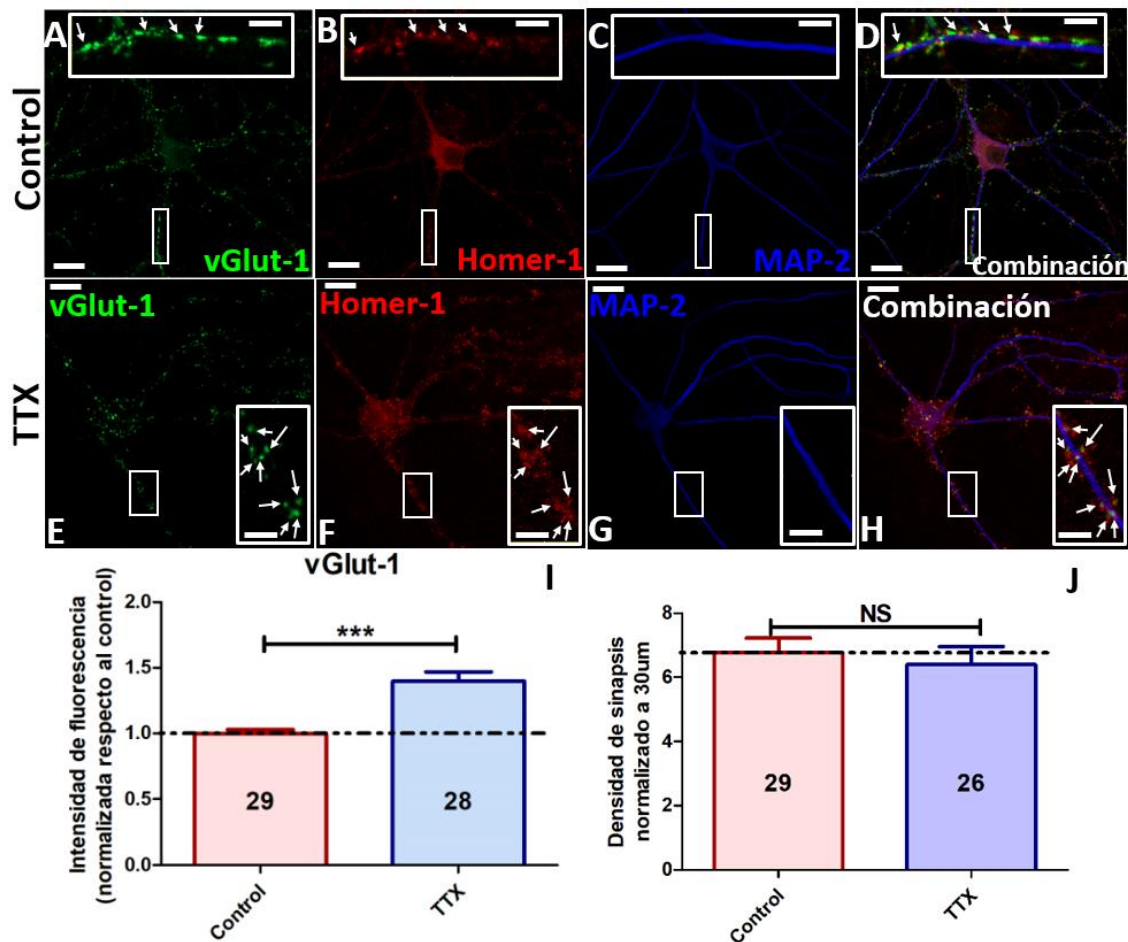 Control
A
vGlut-1
B
Homer-1
C
MAP-2
D
Combinación
TTX
vGlut-1
E
Homer-1
F
MAP-2
G
Combinación
H
vGlut-1
I
Intensidad de fluorescencia
(normalizada respecto al control)
2.0
1.5
1.0
0.5
0.0
***
29
28
Control
TTX
J
Densidad de sinapsis
normalizado a 30um
8
6
4
2
0
NS
29
26
Control
TTX